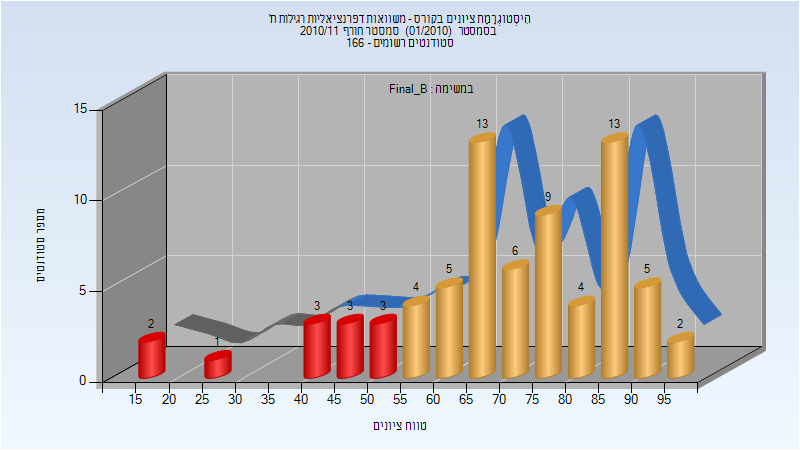 היסטוגרמת ציונים בקורס - משוואות דפרנציאליות רגילות ח'
בסמסטר (01/2010) סמסטר חורף 2010/11
סטודנטים רשומים - 166
במשימה : Final_B
מספר סטודנטים
15
10
5
0
2
1
3
3
3
4
5
13
6
9
4
13
5
2
15 20 25 30 35 40 45 50 55 60 65 70 75 80 85 90 95
טווח ציונים